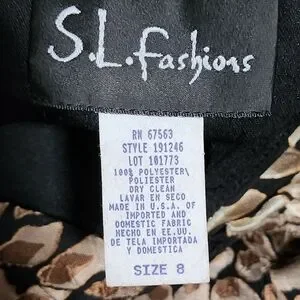 S.L. fashions
RN 67563
STYLE 191246
LOT 101773
100% POLYESTER\
POLIESTER
DRY CLEAN
LAVAR EN SECO
MADE IN U.S.A. OF
IMPORTED AND
DOMESTIC FABRIC
HECHO EN EE.UU.
DE TELA IMPORTADA
Y DOMESTICA
SIZE 8